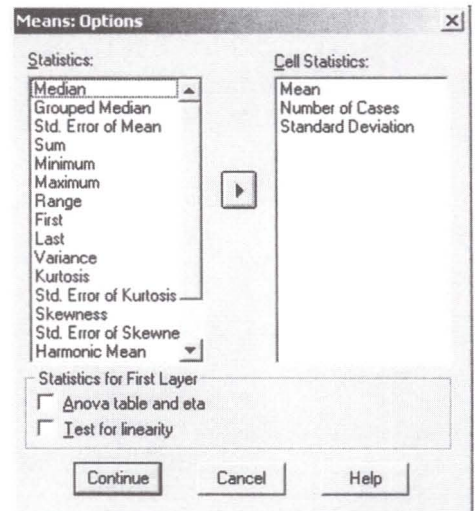 Means: Options
Statistics:
Median
Grouped Median
Std. Error of Mean
Sum
Minimum
Maximum
Range
First
Last
Variance
Kurtosis
Std. Error of Kurtosis
Skewness
Std. Error of Skewne
Harmonic Mean
Cell Statistics:
Mean
Number of Cases
Standard Deviation
Statistics for First Layer
Anova table and eta
Test for linearity
Continue
Cancel
Help